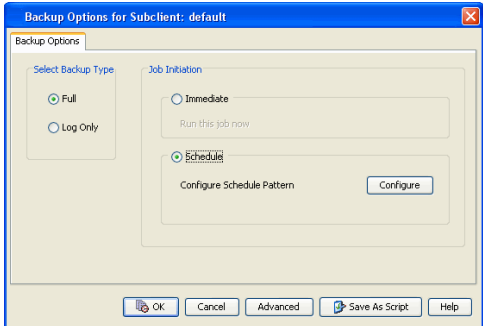 Backup Options for Subclient: default
Backup Options
Select Backup Type
Full
Log Only
Job Initiation
Immediate
Run this job now
Schedule
Configure Schedule Pattern
Configure
OK
Cancel
Advanced
Save As Script
Help